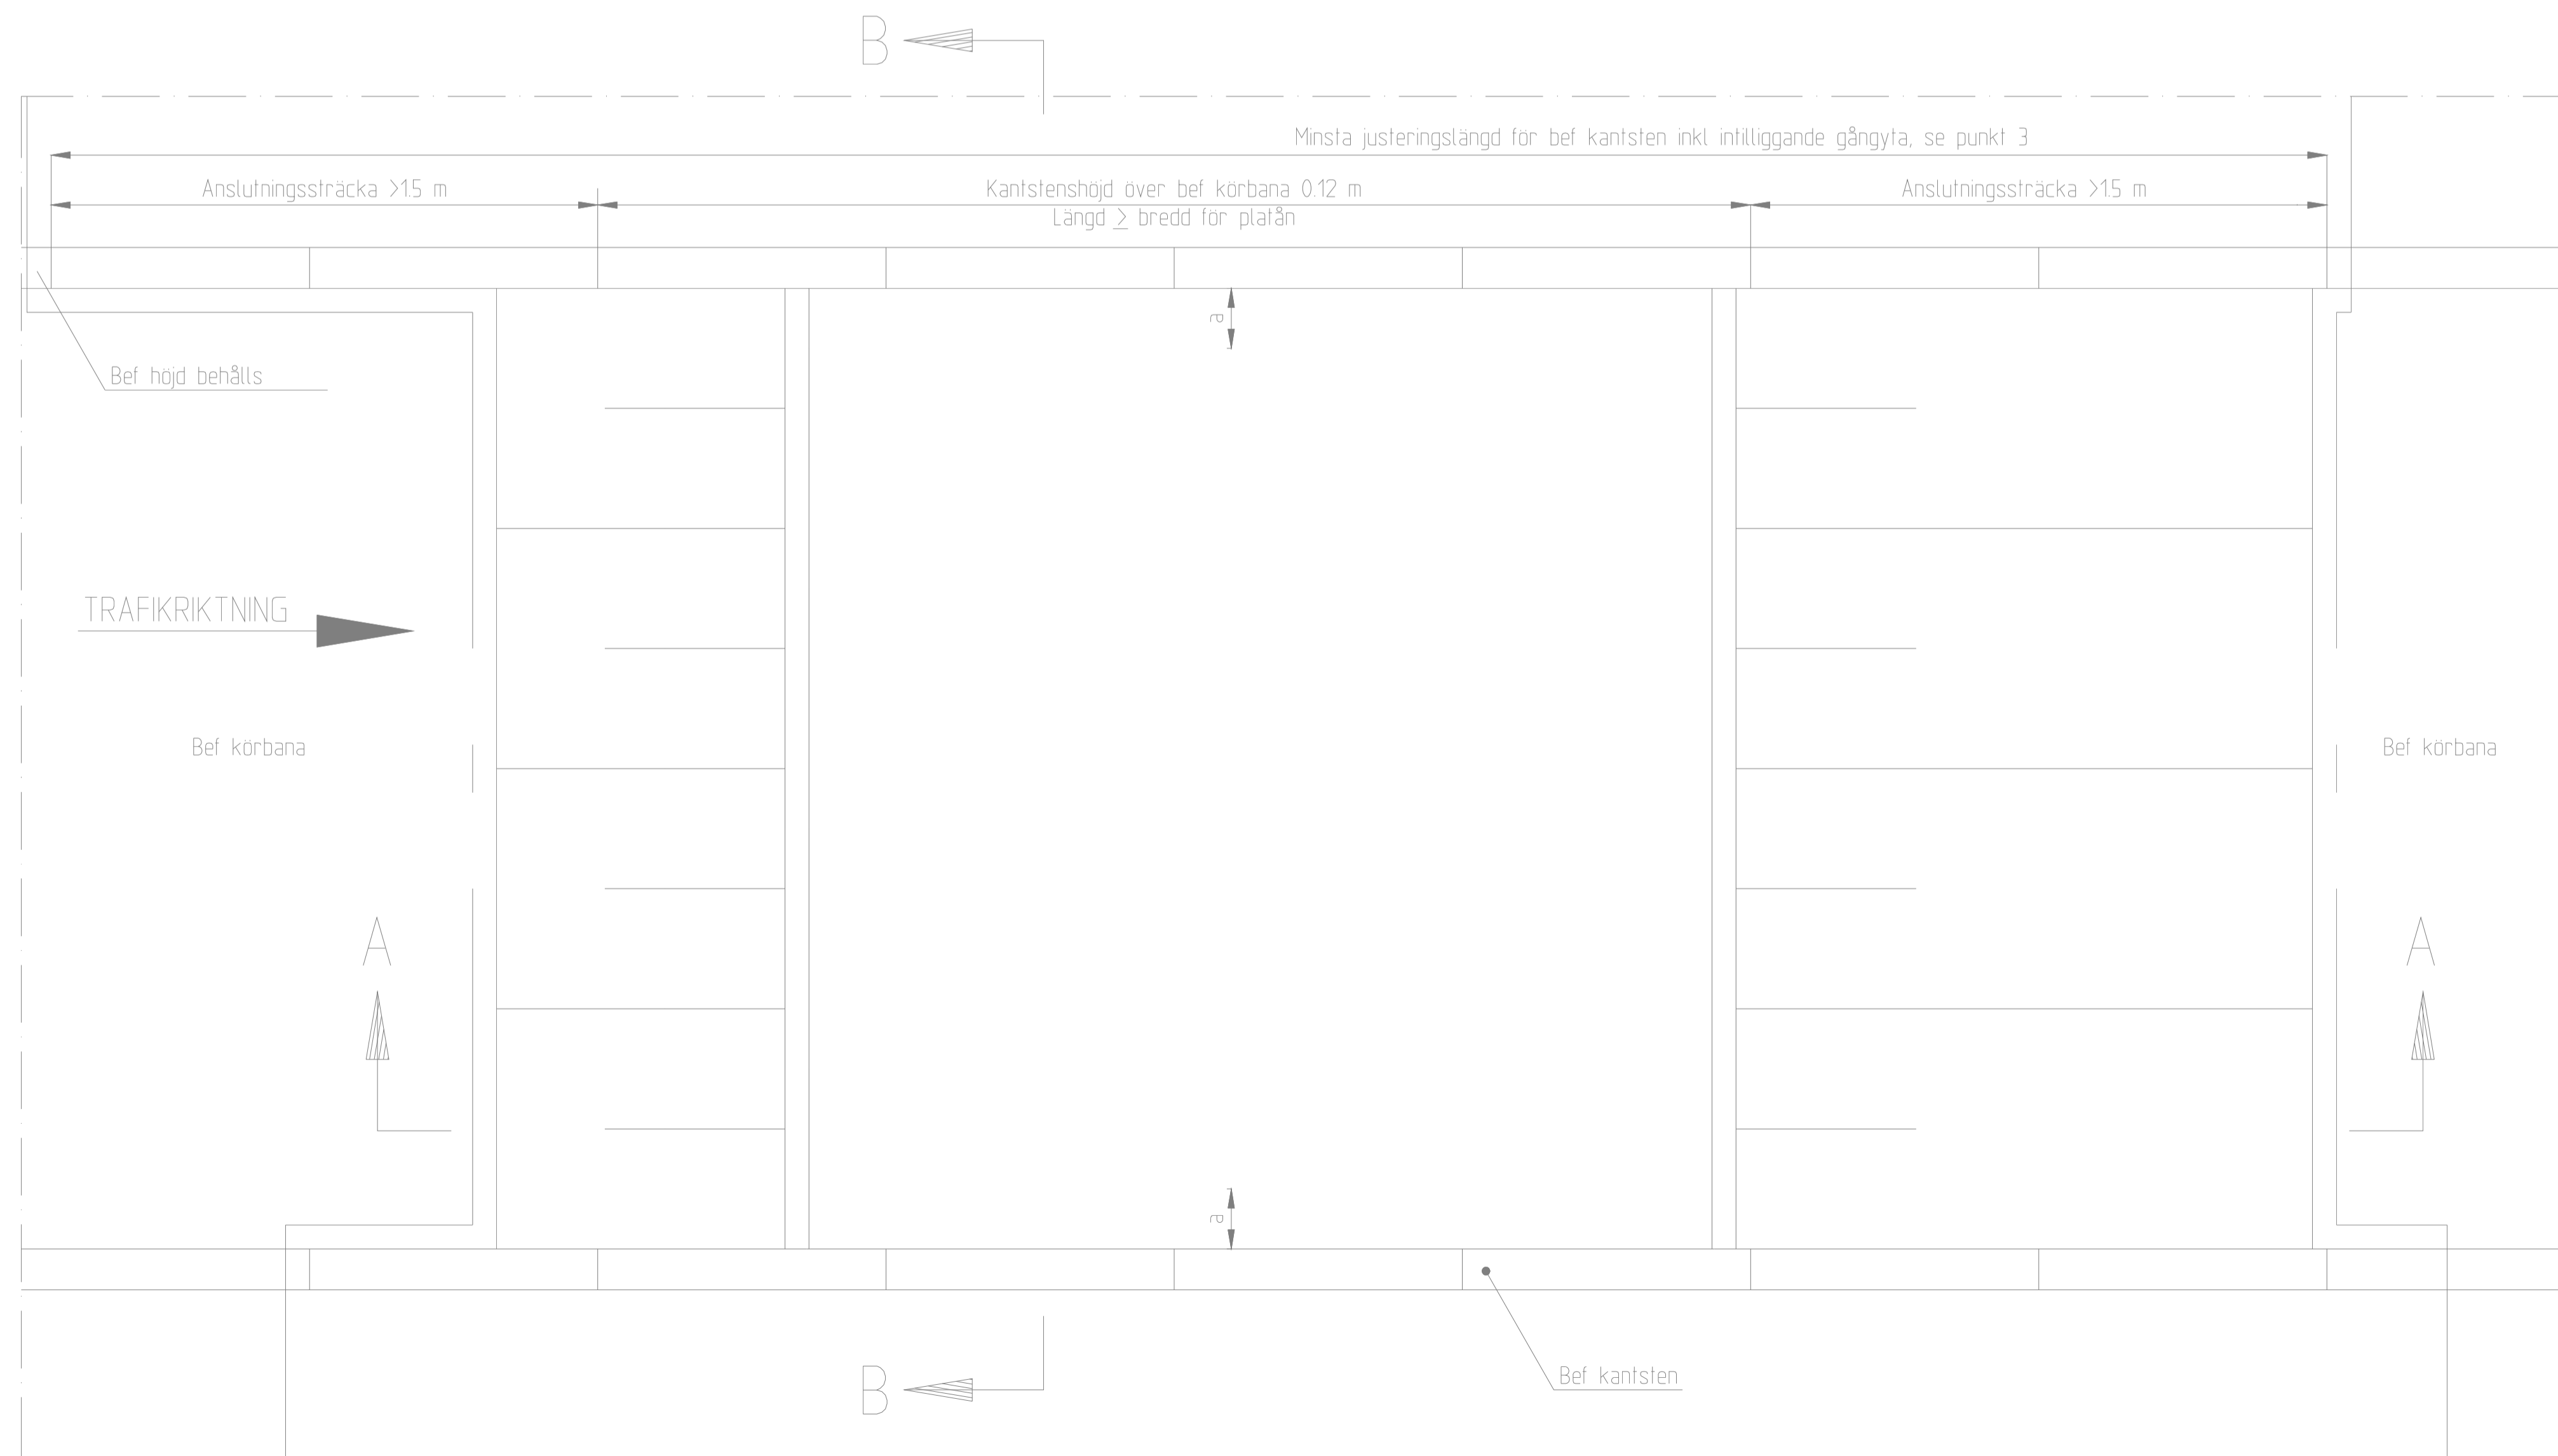 B
Minsta justeringslängd för bef kantsten inkl intilliggande gångyta, se punkt 3
Anslutningssträcka >1.5 m
Kantstenshöjd över bef körbana 0.12 m
Längd ≥ bredd för platån
Anslutningssträcka >1.5 m
a
Bef höjd behålls
TRAFIKRIKTNING
Bef körbana
Bef körbana
A
A
a
B
Bef kantsten